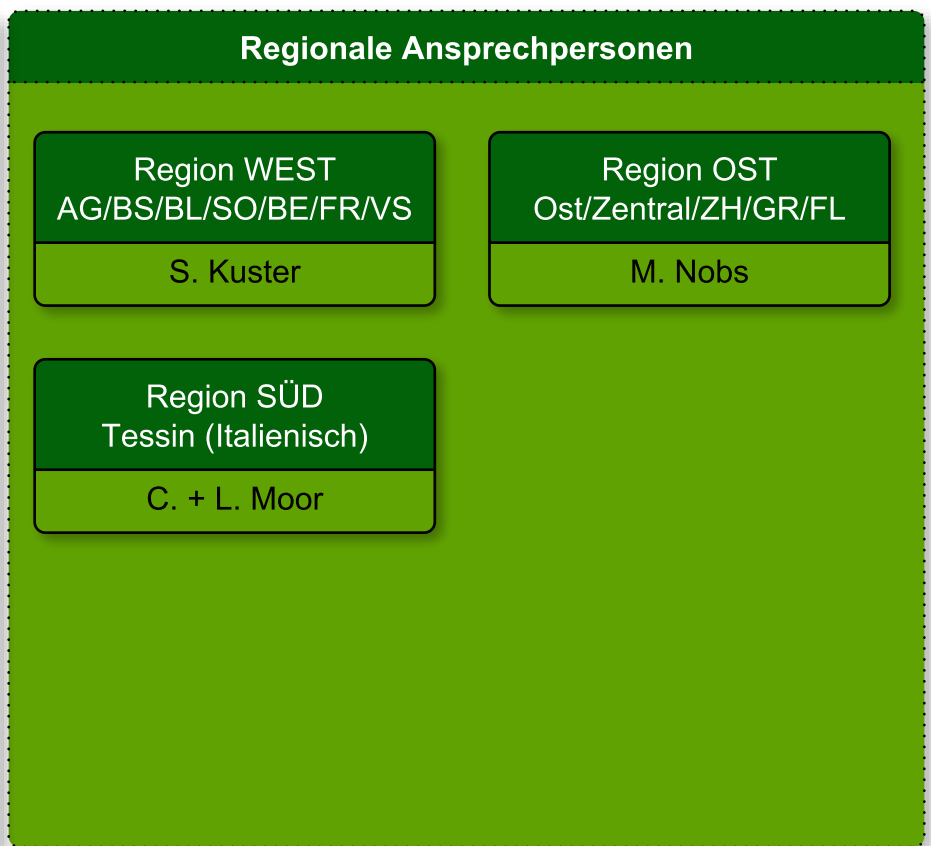 Regionale Ansprechpersonen
Region WEST
AG/BS/BL/SO/BE/FR/VS
S. Kuster
Region OST
Ost/Zentral/ZH/GR/FL
M. Nobs
Region SÜD
Tessin (Italienisch)
C. + L. Moor